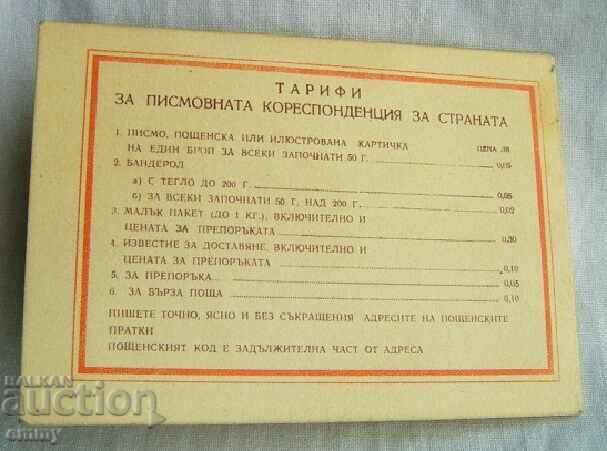 ТАРИФИ
ЗА ПИСМОВНАТА КОРЕСПОНДЕНЦИЯ ЗА СТРАНАТА
1. ПИСМО, ПОЩЕНСКА ИЛИ ИЛЮСТРОВАНА КАРТИЧКА ЦЕНА ЛВ.
НА ЕДИН БРОЙ ЗА ВСЕКИ ЗАПОЧНАТИ 50 Г. 0,05
2. БАНДЕРОЛ
а) С ТЕГЛО ДО 200 Г. 0,05
б) ЗА ВСЕКИ ЗАПОЧНАТИ 50 Г. НАД 200 Г. 0,02
3. МАЛЪК ПАКЕТ (ДО 1 КГ.), ВКЛЮЧИТЕЛНО И
ЦЕНАТА ЗА ПРЕПОРЪКАТА
4. ИЗВЕСТИЕ ЗА ДОСТАВЯНЕ, ВКЛЮЧИТЕЛНО И
ЦЕНАТА ЗА ПРЕПОРЪКАТА 0,10
5. ЗА ПРЕПОРЪКА 0,05
6. ЗА БЪРЗА ПОЩА 0,10
ПИШЕТЕ ТОЧНО, ЯСНО И БЕЗ СЪКРАЩЕНИЯ АДРЕСИТЕ НА ПОЩЕНСКИТЕ
ПРАТКИ
ПОЩЕНСКИЯТ КОД Е ЗАДЪЛЖИТЕЛНА ЧАСТ ОТ АДРЕСА
BALKAN
auction
emmy